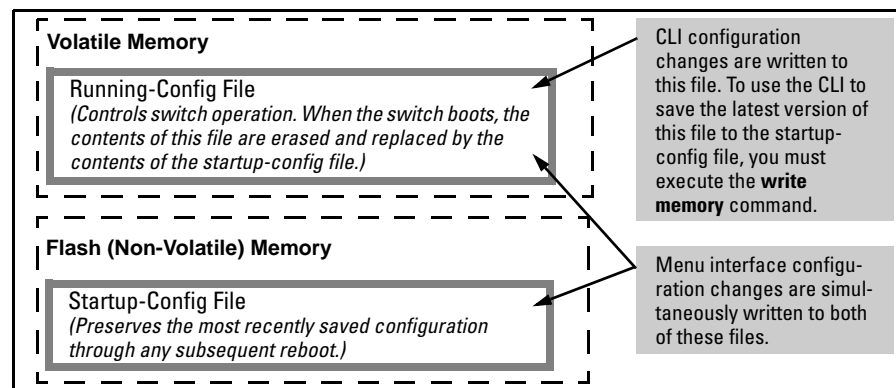 Volatile Memory
Running-Config File
(Controls switch operation. When the switch boots, the
contents of this file are erased and replaced by the
contents of the startup-config file.)
CLI configuration
changes are written to
this file. To use the CLI to
save the latest version of
this file to the startup-
config file, you must
execute the write
memory command.
Flash (Non-Volatile) Memory
Startup-Config File
(Preserves the most recently saved configuration
through any subsequent reboot.)
Menu interface configu-
ration changes are simul-
taneously written to both
of these files.